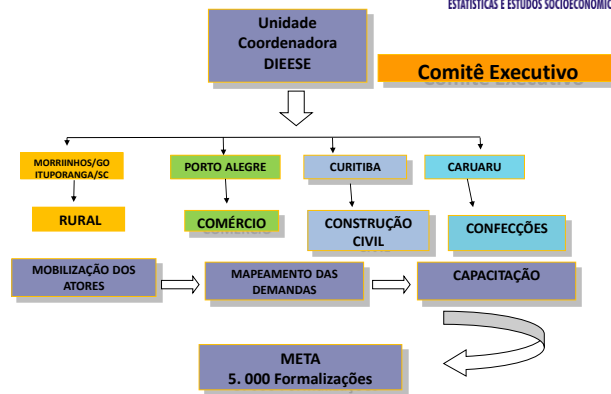 ESTATÍSTICAS E ESTUDOS SOCIOECONÔMIC
Unidade
Coordenadora
DIEESE
Comitê Executivo
MORRIINHOS/GO
ITUPORANGA/SC
PORTO ALEGRE
CURITIBA
CARUARU
RURAL
COMÉRCIO
CONSTRUÇÃO
CIVIL
CONFECÇÕES
MOBILIZAÇÃO DOS
ATORES
MAPEAMENTO DAS
DEMANDAS
CAPACITAÇÃO
META
5. 000 Formalizações